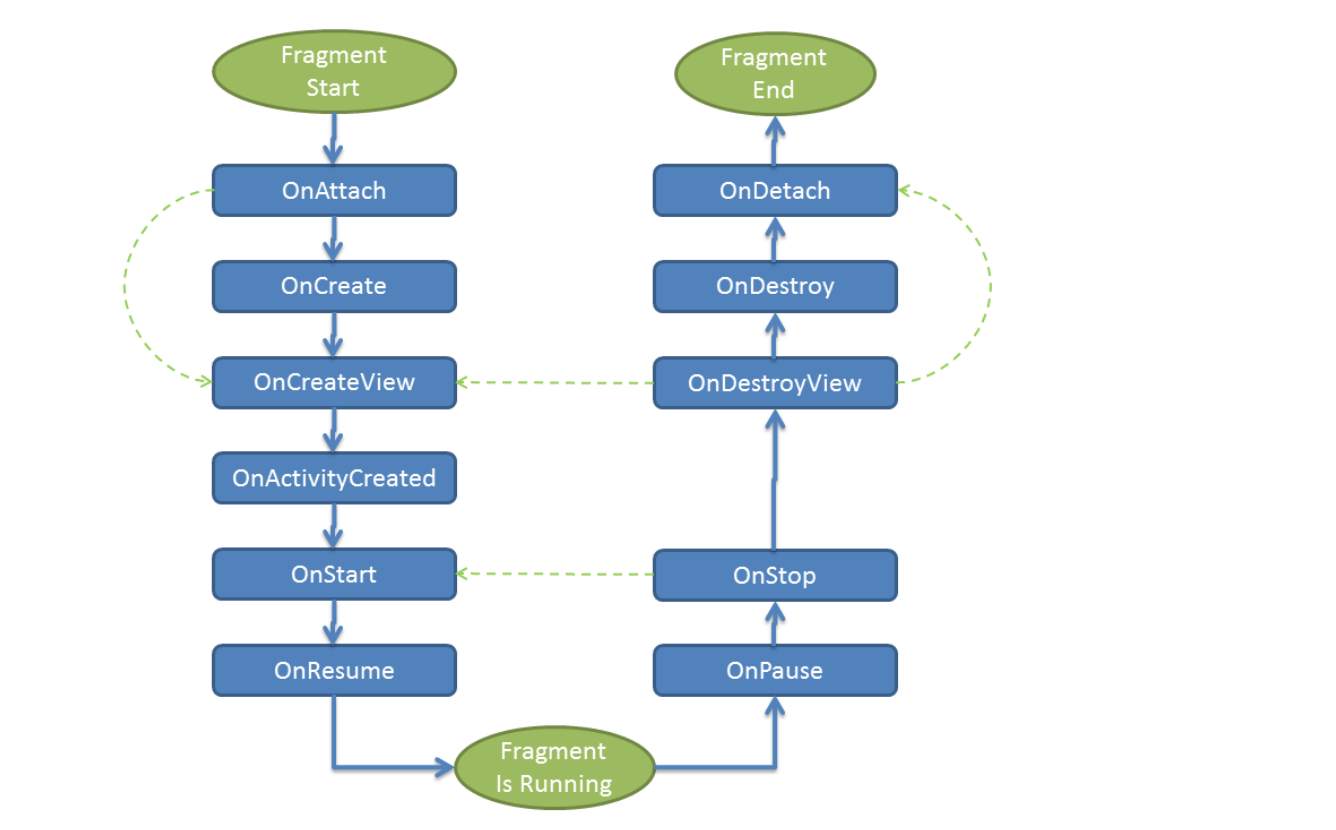 Fragment
Start
OnAttach
OnCreate
OnCreateView
OnActivityCreated
OnStart
OnResume
Fragment
Is Running
Fragment
End
OnDetach
OnDestroy
OnDestroyView
OnStop
OnPause